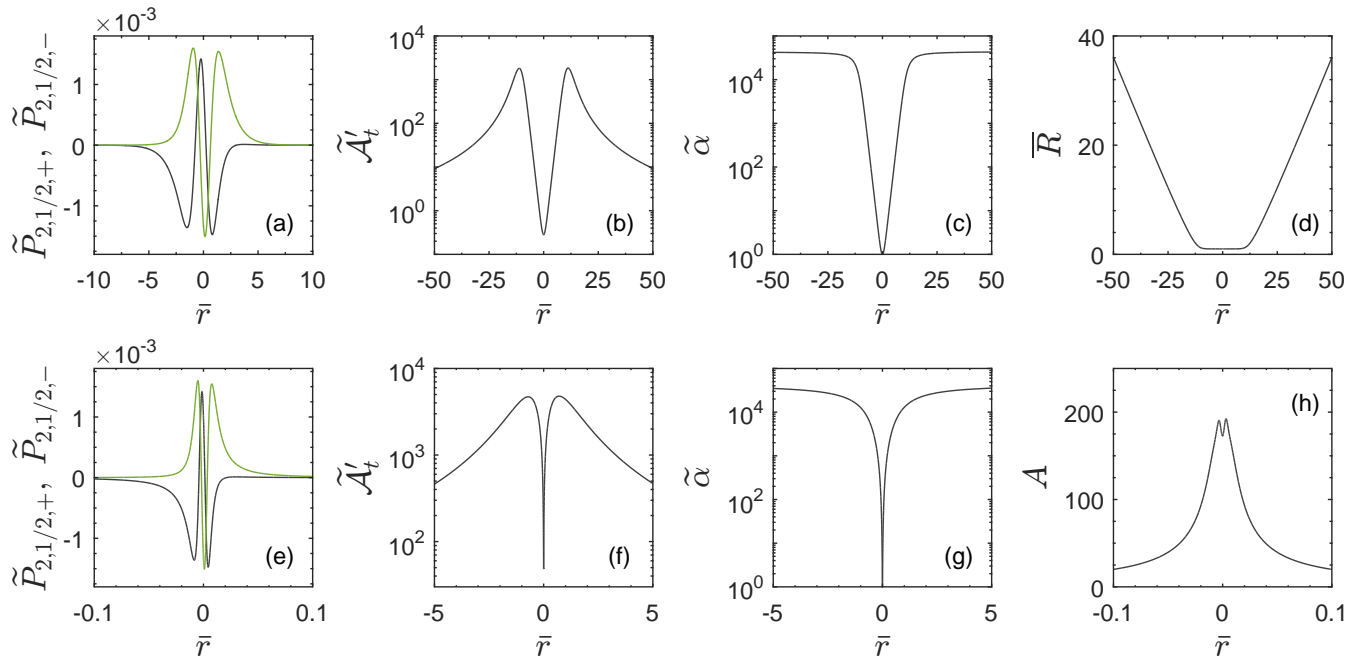 ×10⁻³
P̃₂,₁/₂,₊, P̃₂,₁/₂,₋
1
0
-1
-10 -5 0 5 10
r̄
(a)
𝒜̃′ₜ
10⁴
10²
10⁰
-50 -25 0 25 50
r̄
(b)
α̃
10⁴
10²
10⁰
-50 -25 0 25 50
r̄
(c)
R̅
40
20
0
-50 -25 0 25 50
r̄
(d)
×10⁻³
P̃₂,₁/₂,₊, P̃₂,₁/₂,₋
1
0
-1
-0.1 0 0.1
r̄
(e)
𝒜̃′ₜ
10⁴
10³
10²
-5 0 5
r̄
(f)
α̃
10⁴
10²
10⁰
-5 0 5
r̄
(g)
A
200
100
0
-0.1 0 0.1
r̄
(h)